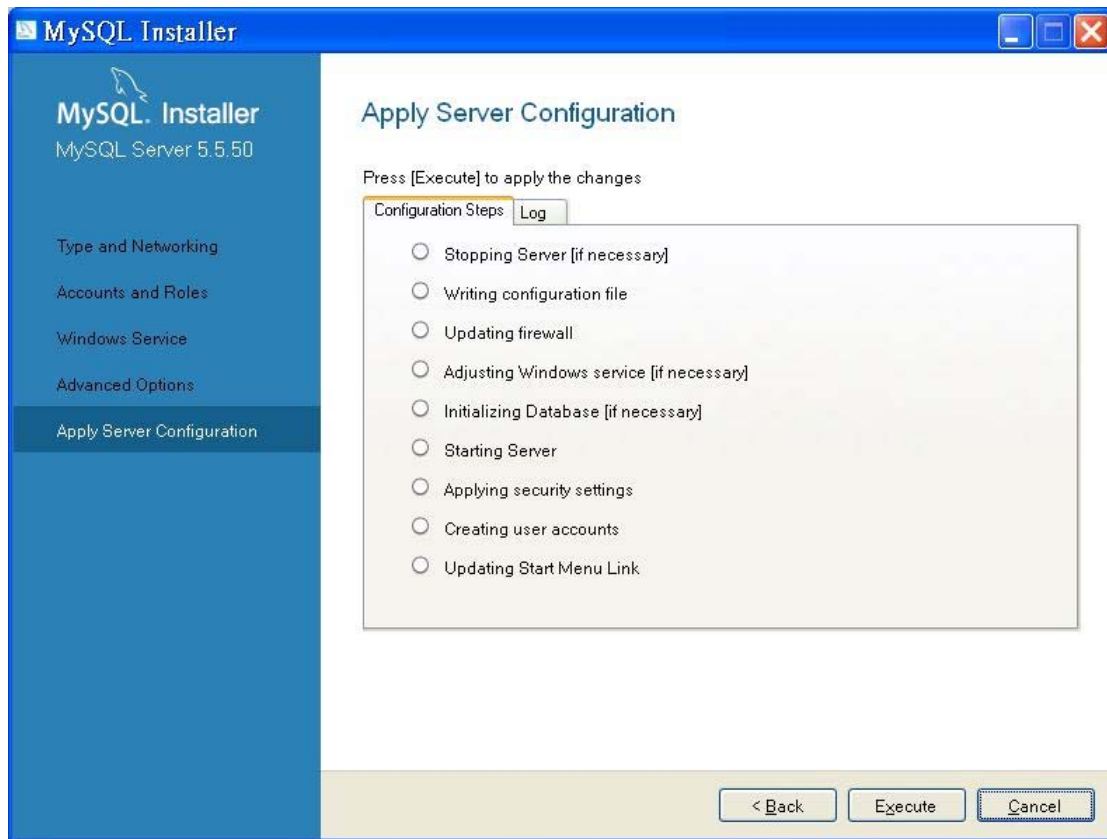 MySQL Installer
MySQL. Installer
MySQL Server 5.5.50
Type and Networking
Accounts and Roles
Windows Service
Advanced Options
Apply Server Configuration
Apply Server Configuration
Press [Execute] to apply the changes
Configuration Steps Log
Stopping Server [if necessary]
Writing configuration file
Updating firewall
Adjusting Windows service [if necessary]
Initializing Database [if necessary]
Starting Server
Applying security settings
Creating user accounts
Updating Start Menu Link
< Back Execute Cancel